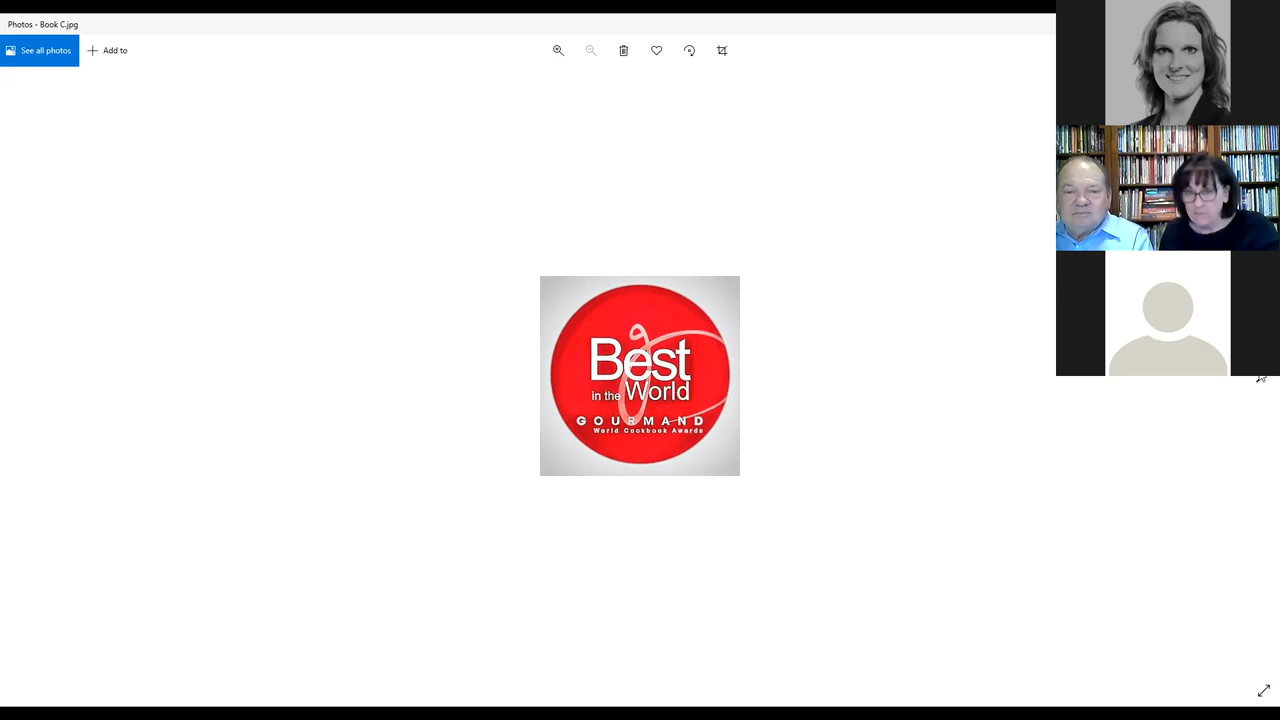 Photos - Book C.jpg
See all photos
Add to
Best
in the World
GOURMAND
World Cookbook Awards